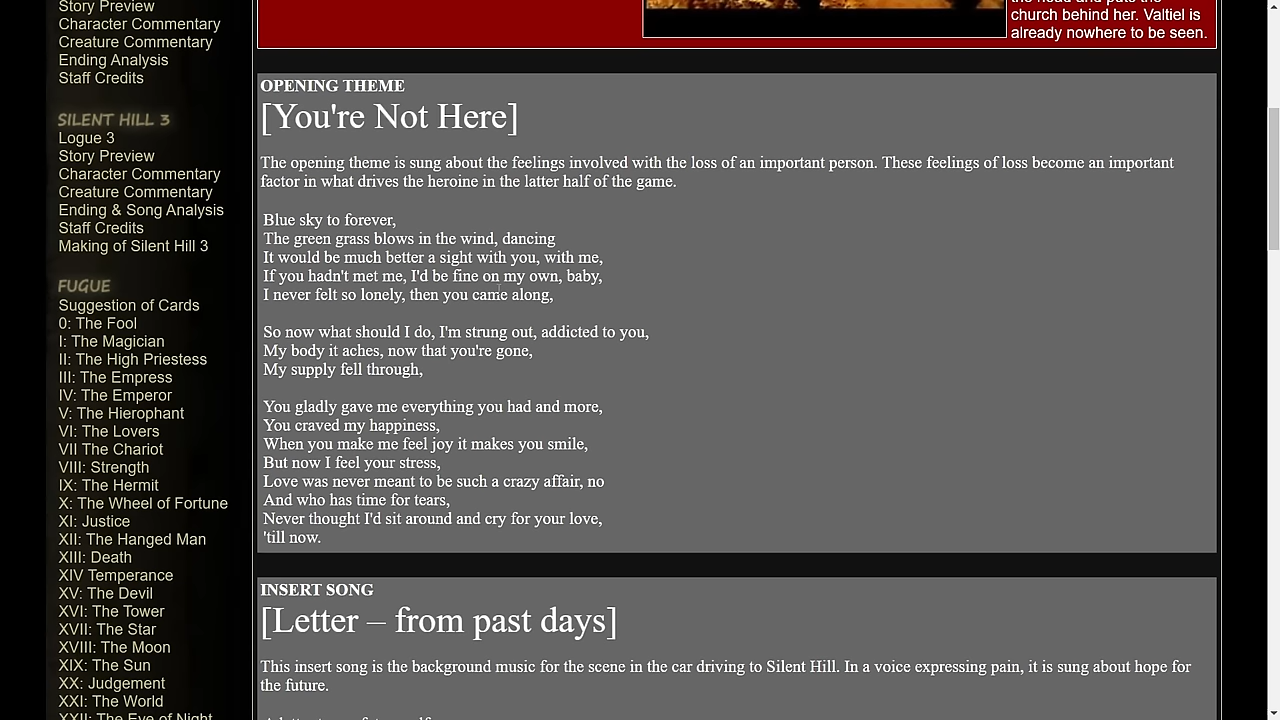 Story Preview
Character Commentary
Creature Commentary
Ending Analysis
Staff Credits
SILENT HILL 3
Logue 3
Story Preview
Character Commentary
Creature Commentary
Ending & Song Analysis
Staff Credits
Making of Silent Hill 3
FUGUE
Suggestion of Cards
0: The Fool
I: The Magician
II: The High Priestess
III: The Empress
IV: The Emperor
V: The Hierophant
VI: The Lovers
VII The Chariot
VIII: Strength
IX: The Hermit
X: The Wheel of Fortune
XI: Justice
XII: The Hanged Man
XIII: Death
XIV Temperance
XV: The Devil
XVI: The Tower
XVII: The Star
XVIII: The Moon
XIX: The Sun
XX: Judgement
XXI: The World
XXII: The Eye of Night
the head and puts the
church behind her. Valtiel is
already nowhere to be seen.
OPENING THEME
[You're Not Here]
The opening theme is sung about the feelings involved with the loss of an important person. These feelings of loss become an important
factor in what drives the heroine in the latter half of the game.
Blue sky to forever,
The green grass blows in the wind, dancing
It would be much better a sight with you, with me,
If you hadn't met me, I'd be fine on my own, baby,
I never felt so lonely, then you came along,
So now what should I do, I'm strung out, addicted to you,
My body it aches, now that you're gone,
My supply fell through,
You gladly gave me everything you had and more,
You craved my happiness,
When you make me feel joy it makes you smile,
But now I feel your stress,
Love was never meant to be such a crazy affair, no
And who has time for tears,
Never thought I'd sit around and cry for your love,
'till now.
INSERT SONG
[Letter – from past days]
This insert song is the background music for the scene in the car driving to Silent Hill. In a voice expressing pain, it is sung about hope for
the future.